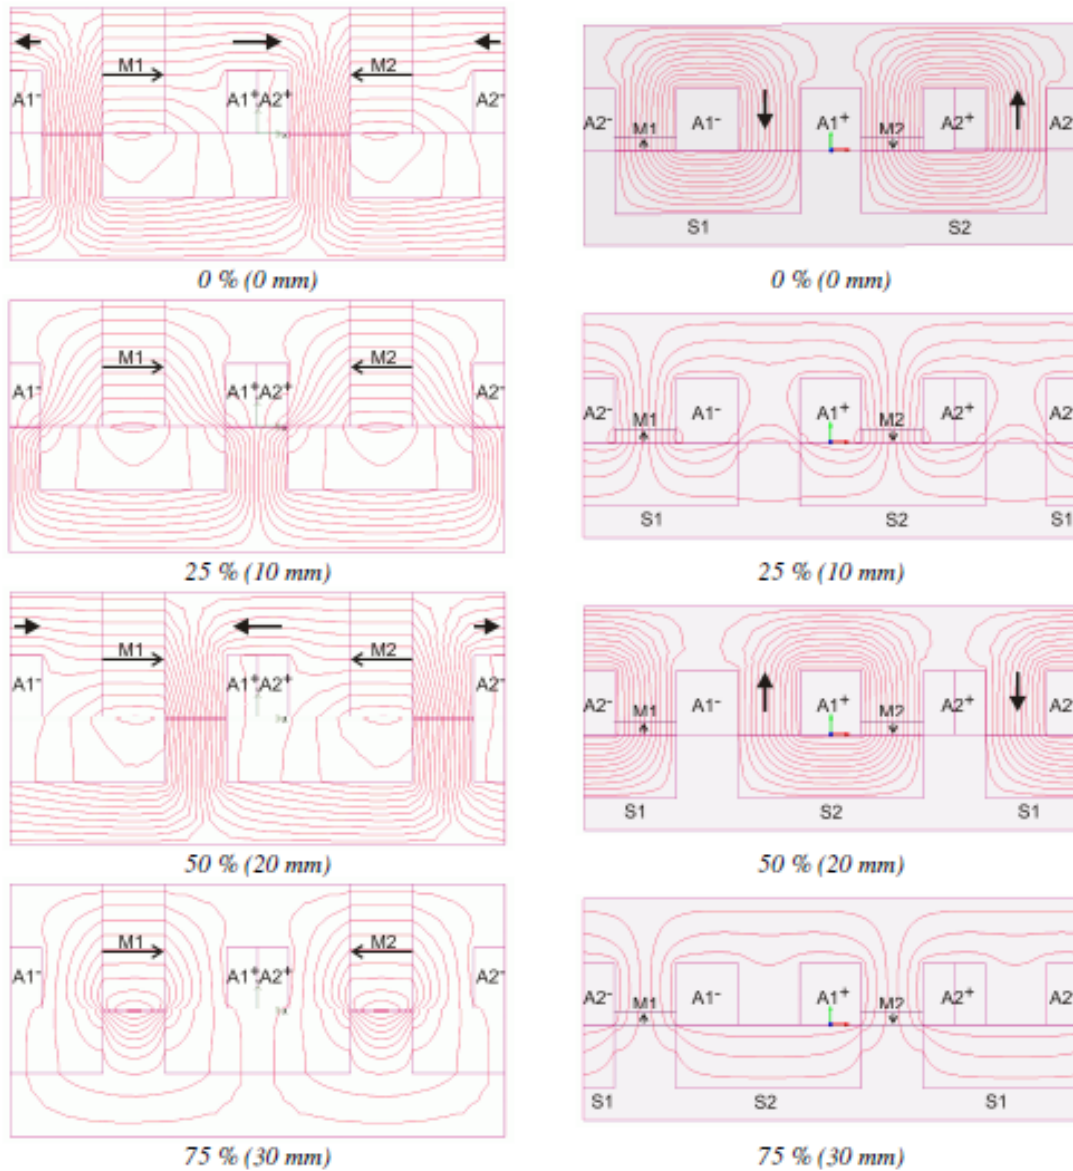 M1 M2
A1- A1+ A2+ A2-
0 % (0 mm)
A2- M1 A1- A1+ M2 A2+ A2
S1 S2
0 % (0 mm)
M1 M2
A1- A1+ A2+ A2-
25 % (10 mm)
A2- M1 A1- A1+ M2 A2+ A2
S1 S2 S1
25 % (10 mm)
M1 M2
A1- A1+ A2+ A2-
50 % (20 mm)
A2- M1 A1- A1+ M2 A2+ A2
S1 S2 S1
50 % (20 mm)
M1 M2
A1- A1+ A2+ A2-
75 % (30 mm)
A2- M1 A1- A1+ M2 A2+ A2
S1 S2 S1
75 % (30 mm)